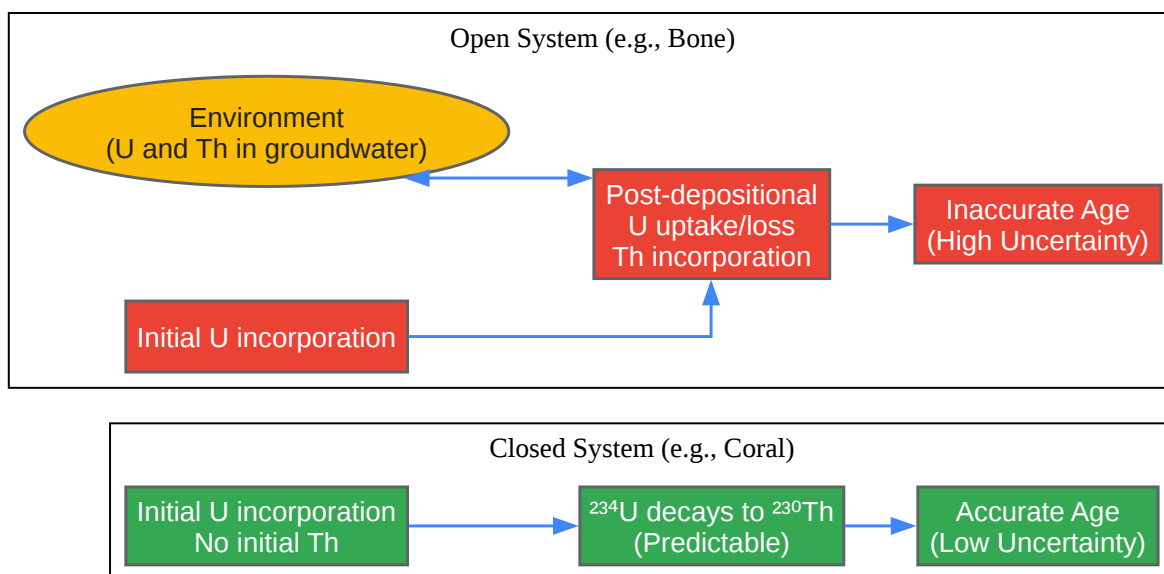 Open System (e.g., Bone)
Environment
(U and Th in groundwater)
Post-depositional
U uptake/loss
Th incorporation
Inaccurate Age
(High Uncertainty)
Initial U incorporation
Closed System (e.g., Coral)
Initial U incorporation
No initial Th
²³⁴U decays to ²³⁰Th
(Predictable)
Accurate Age
(Low Uncertainty)